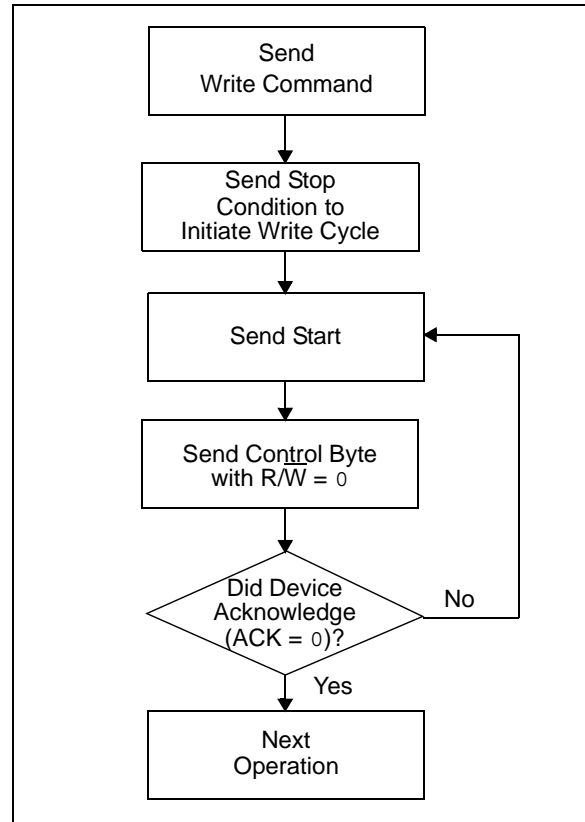 Send
Write Command
Send Stop
Condition to
Initiate Write Cycle
Send Start
Send Control Byte
with R/W̅ = 0
Did Device
Acknowledge
(ACK = 0)?
No
Yes
Next
Operation